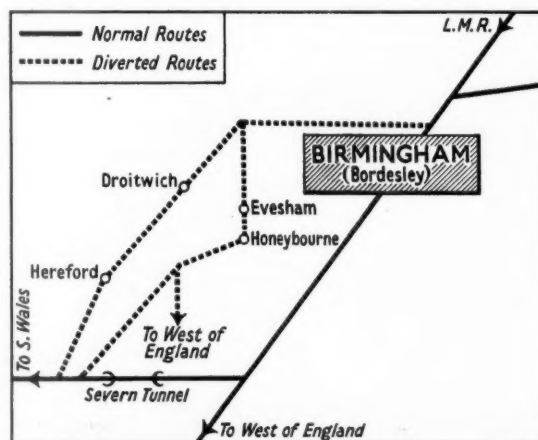 Normal Routes
Diverted Routes
L.M.R.
BIRMINGHAM
(Bordesley)
Droitwich
Evesham
Honeybourne
Hereford
To S. Wales
To West of
England
Severn Tunnel
To West of England